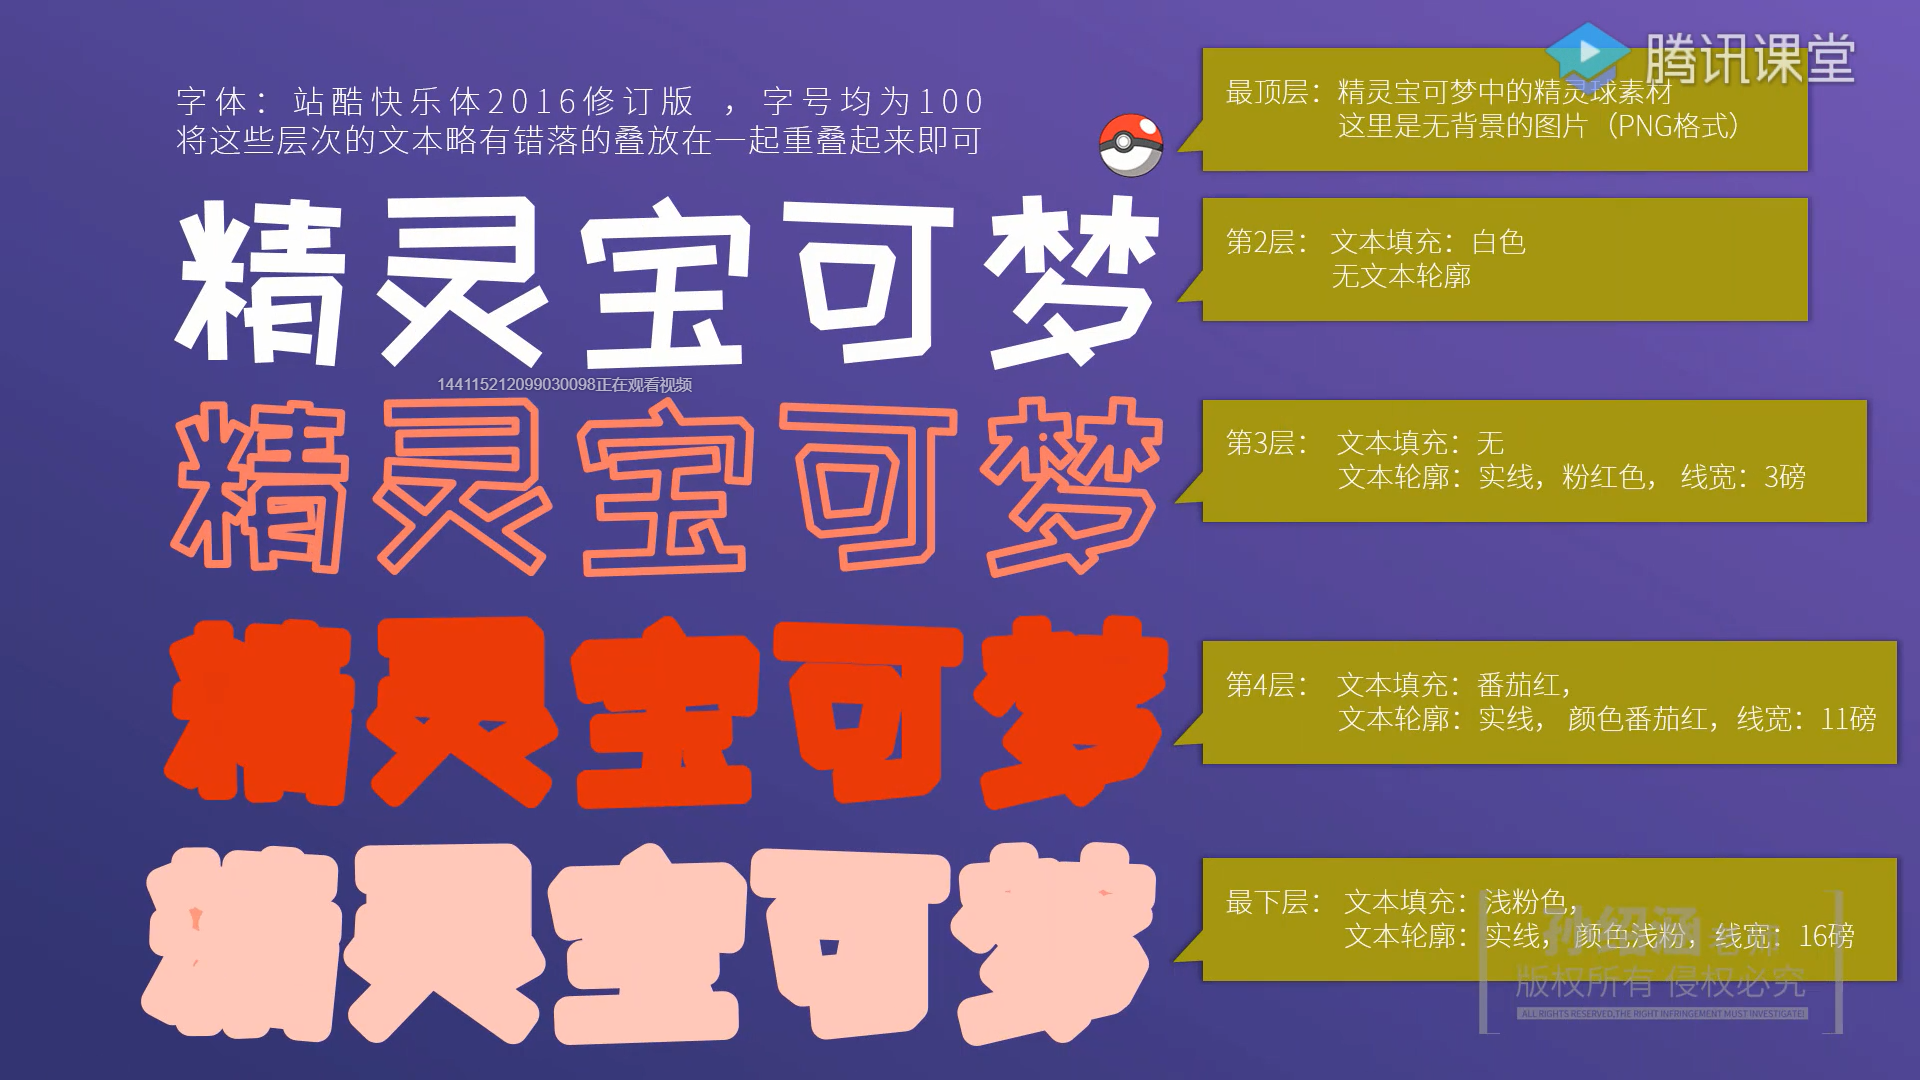 腾讯课堂
字体：站酷快乐体2016修订版 ，字号均为100
将这些层次的文本略有错落的叠放在一起重叠起来即可
最顶层：精灵宝可梦中的精灵球素材
这里是无背景的图片（PNG格式）
精灵宝可梦
第2层： 文本填充：白色
无文本轮廓
144115212099030098正在观看视频
精灵宝可梦
第3层： 文本填充：无
文本轮廓：实线，粉红色， 线宽：3磅
精灵宝可梦
第4层： 文本填充：番茄红，
文本轮廓：实线， 颜色番茄红，线宽：11磅
精灵宝可梦
最下层： 文本填充：浅粉色，
文本轮廓：实线， 颜色浅粉，线宽：16磅
孙绍涵老师
版权所有 侵权必究
ALL RIGHTS RESERVED,THE RIGHT INFRINGEMENT MUST INVESTIGATE!